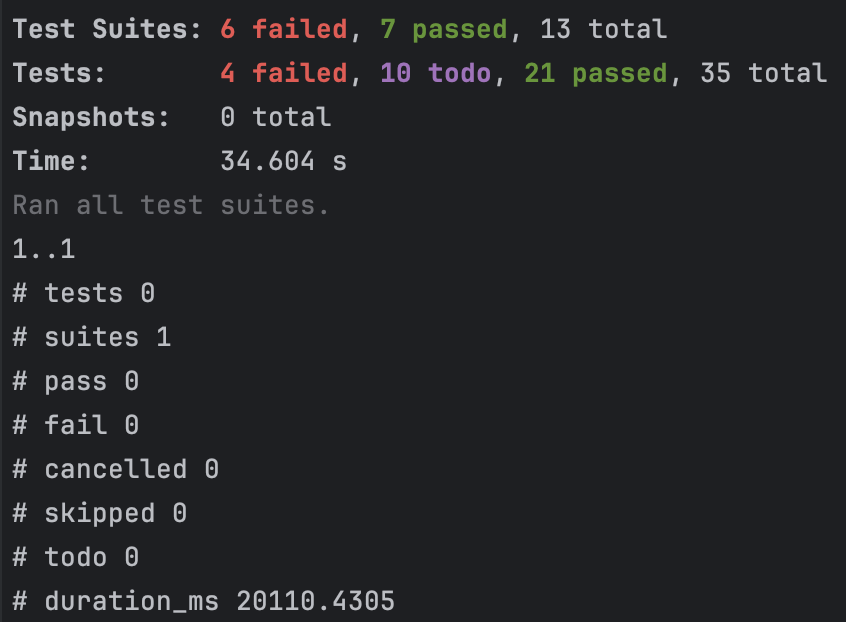 Test Suites: 6 failed, 7 passed, 13 total
Tests:       4 failed, 10 todo, 21 passed, 35 total
Snapshots:   0 total
Time:        34.604 s
Ran all test suites.
1..1
# tests 0
# suites 1
# pass 0
# fail 0
# cancelled 0
# skipped 0
# todo 0
# duration_ms 20110.4305